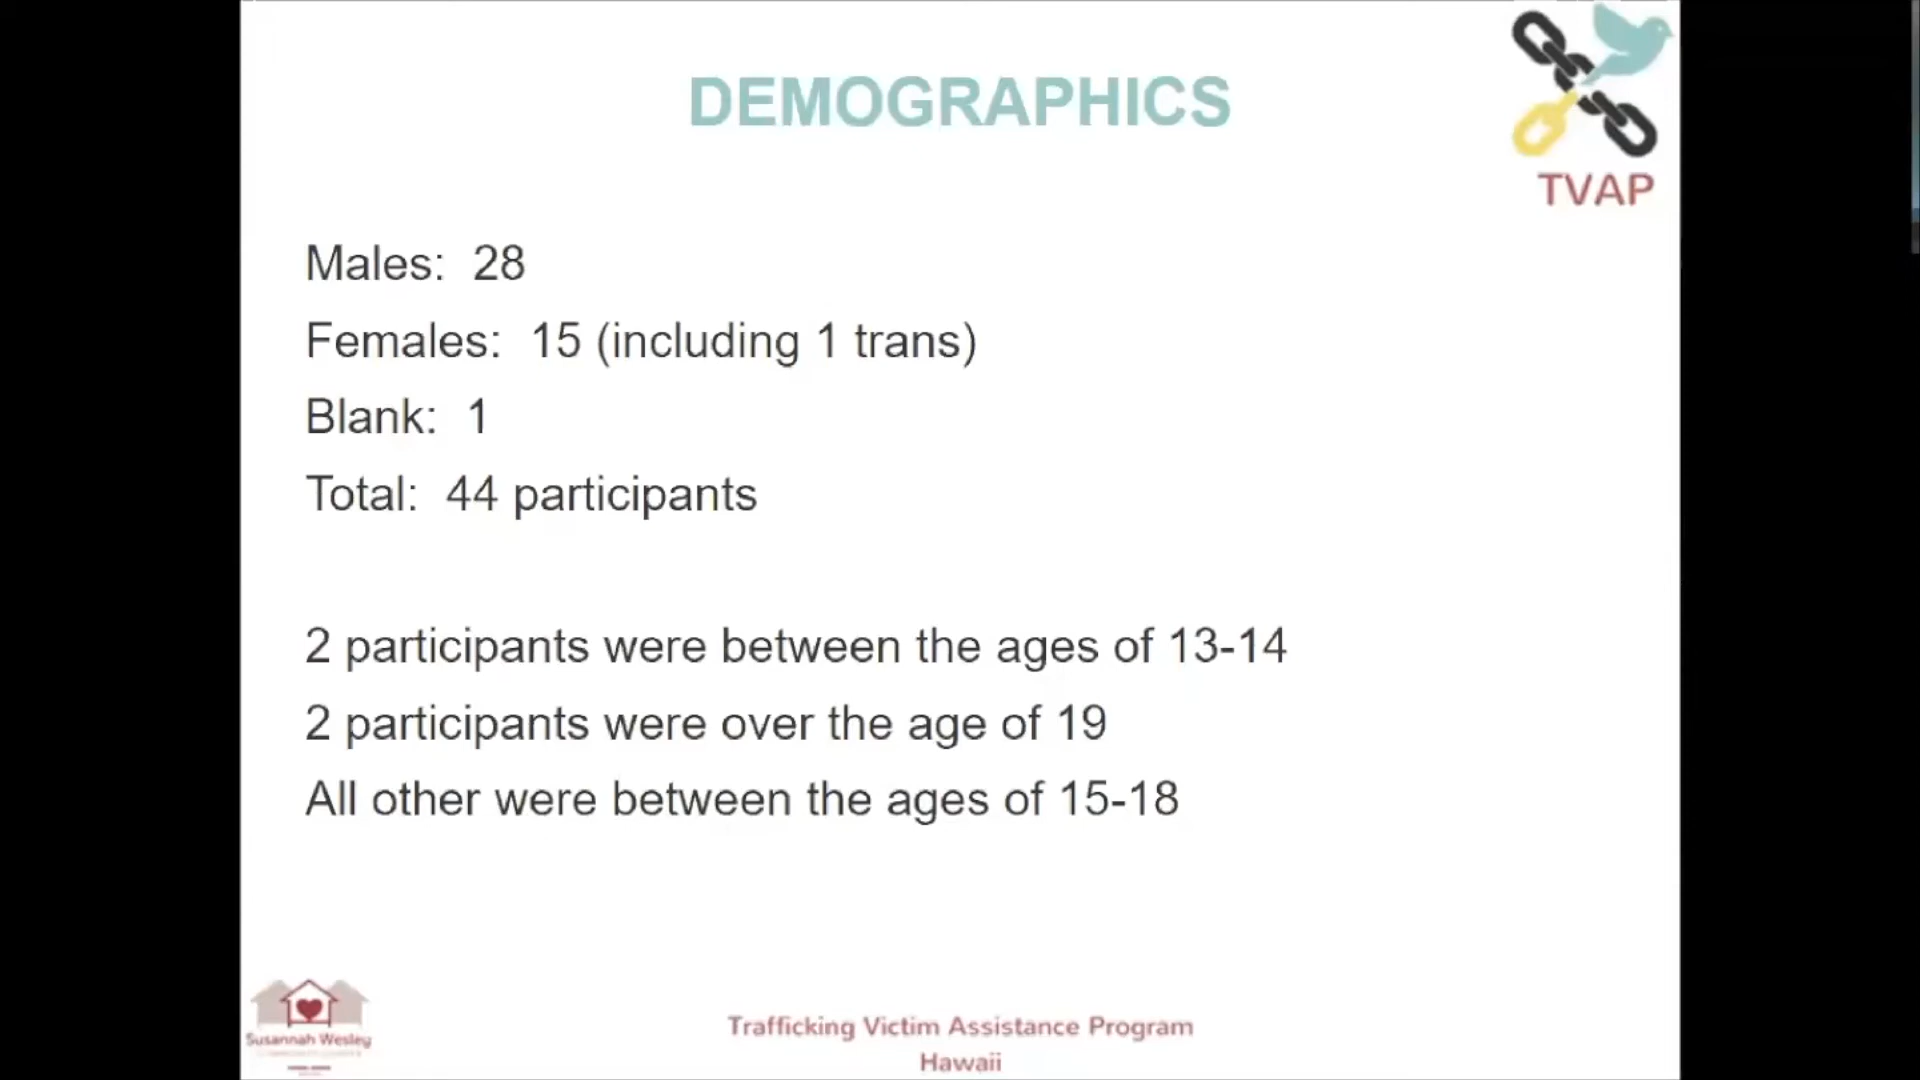 DEMOGRAPHICS
TVAP
Males: 28
Females: 15 (including 1 trans)
Blank: 1
Total: 44 participants
2 participants were between the ages of 13-14
2 participants were over the age of 19
All other were between the ages of 15-18
Susannah Wesley
Trafficking Victim Assistance Program
Hawaii